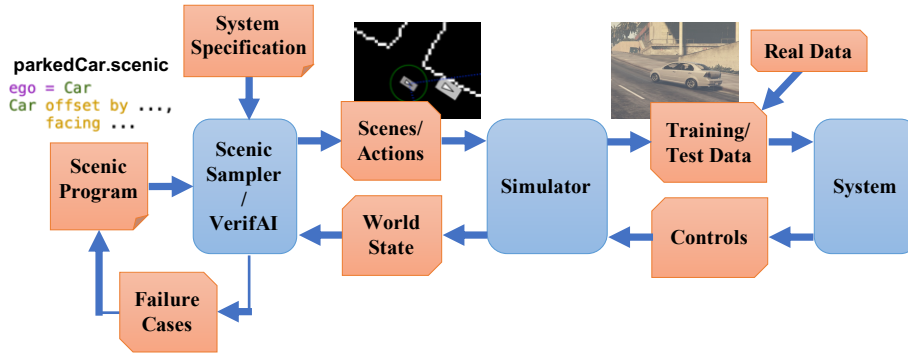 System
Specification
parkedCar.scenic
ego = Car
Car offset by ...,
facing ...
Real Data
Scenic
Program
Scenic
Sampler
/
VerifAI
Scenes/
Actions
World
State
Simulator
Training/
Test Data
Controls
System
Failure
Cases